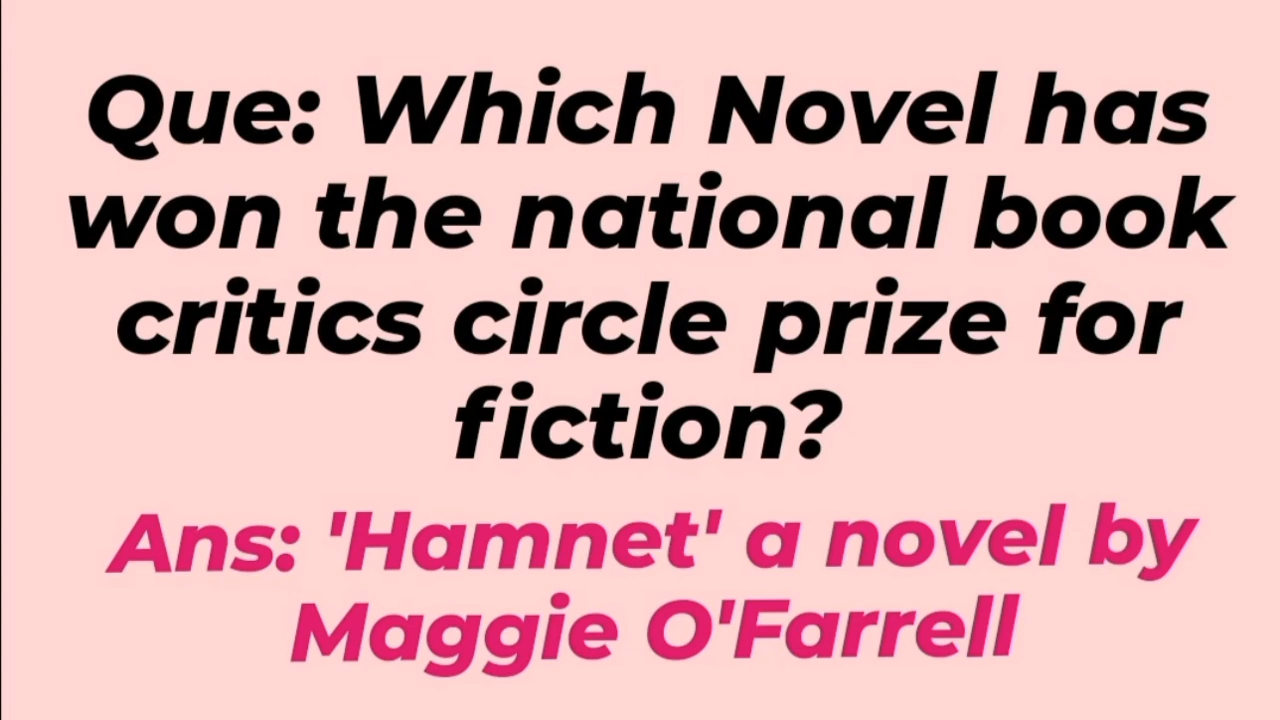 Que: Which Novel has
won the national book
critics circle prize for
fiction?
Ans: 'Hamnet' a novel by
Maggie O'Farrell